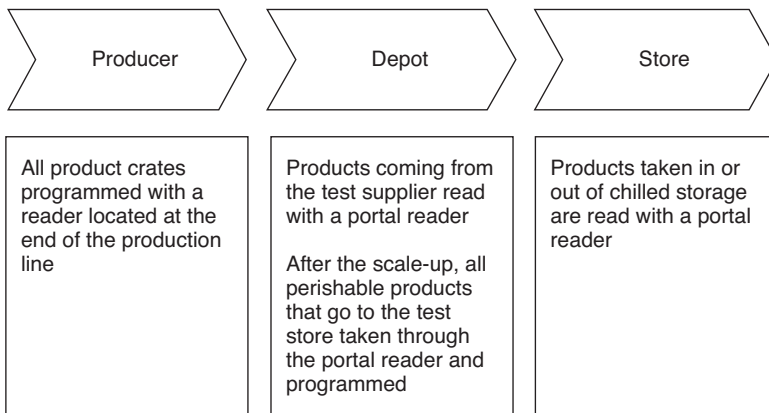 Producer
Depot
Store
All product crates
programmed with a
reader located at the
end of the production
line
Products coming from
the test supplier read
with a portal reader
After the scale-up, all
perishable products
that go to the test
store taken through
the portal reader and
programmed
Products taken in or
out of chilled storage
are read with a portal
reader